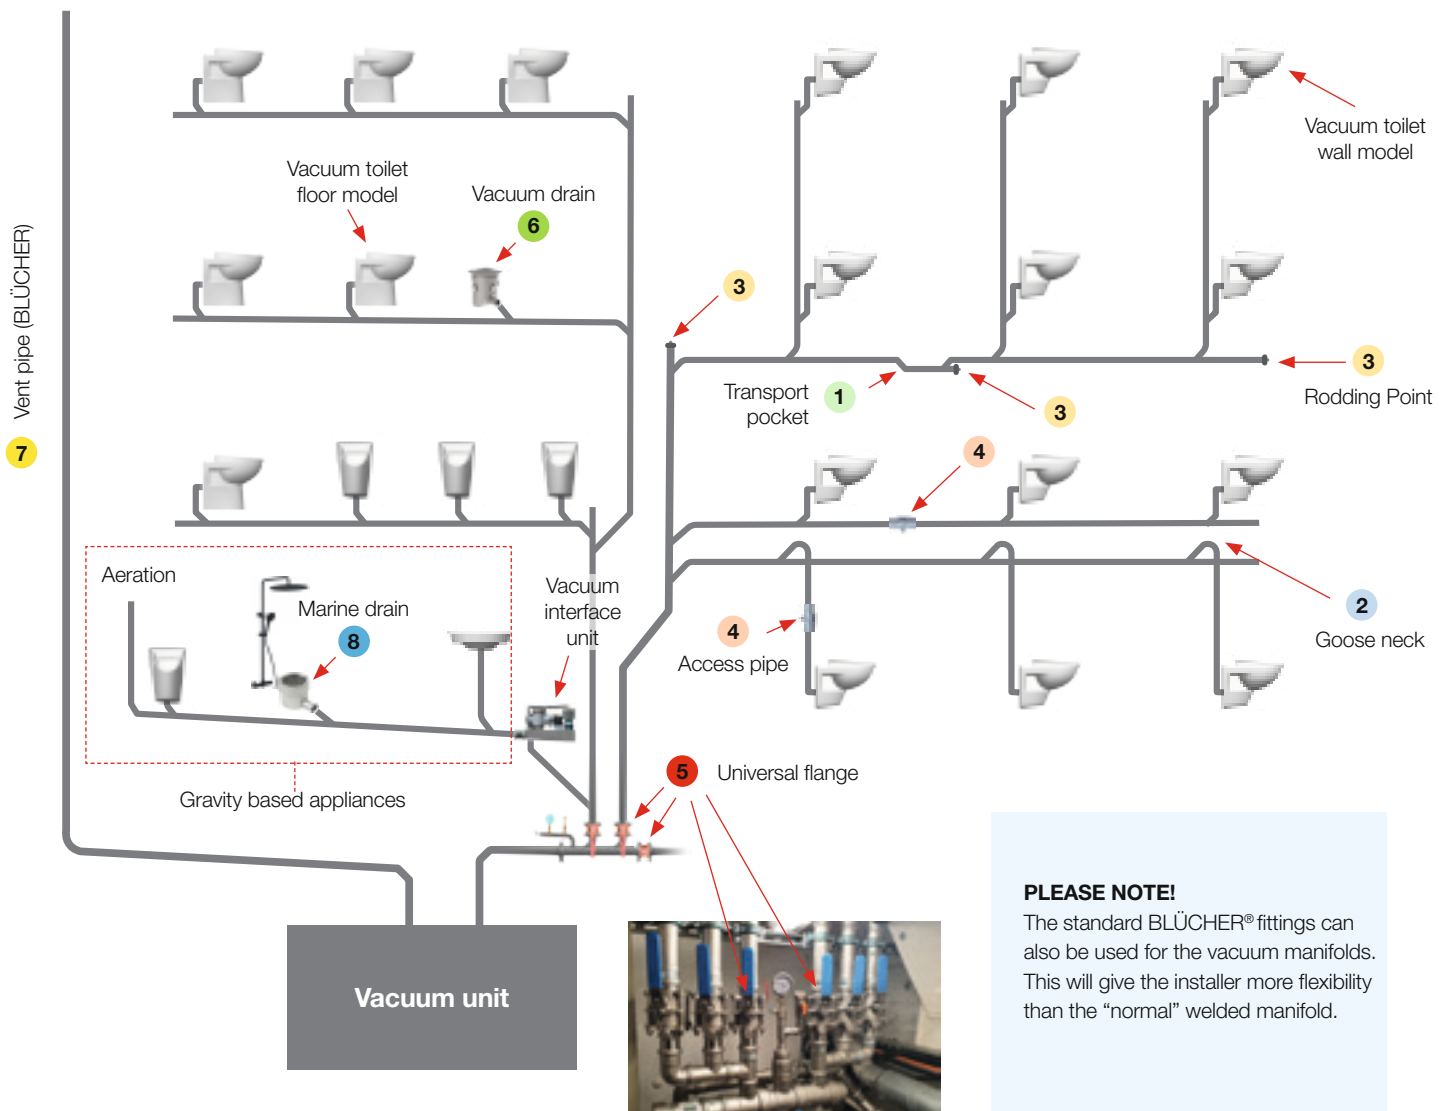 Vacuum toilet
wall model
Vacuum toilet
floor model
Vacuum drain
6
Vent pipe (BLÜCHER)
7
3
Transport
pocket
1
3
3
Rodding Point
4
Aeration
Marine drain
8
Vacuum
interface
unit
4
Access pipe
2
Goose neck
Gravity based appliances
5
Universal flange
Vacuum unit
PLEASE NOTE!
The standard BLÜCHER® fittings can
also be used for the vacuum manifolds.
This will give the installer more flexibility
than the “normal” welded manifold.